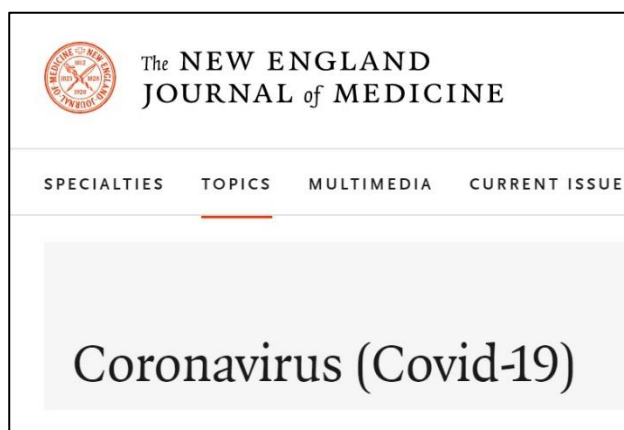 The NEW ENGLAND
JOURNAL of MEDICINE
SPECIALTIES TOPICS MULTIMEDIA CURRENT ISSUE
Coronavirus (Covid-19)